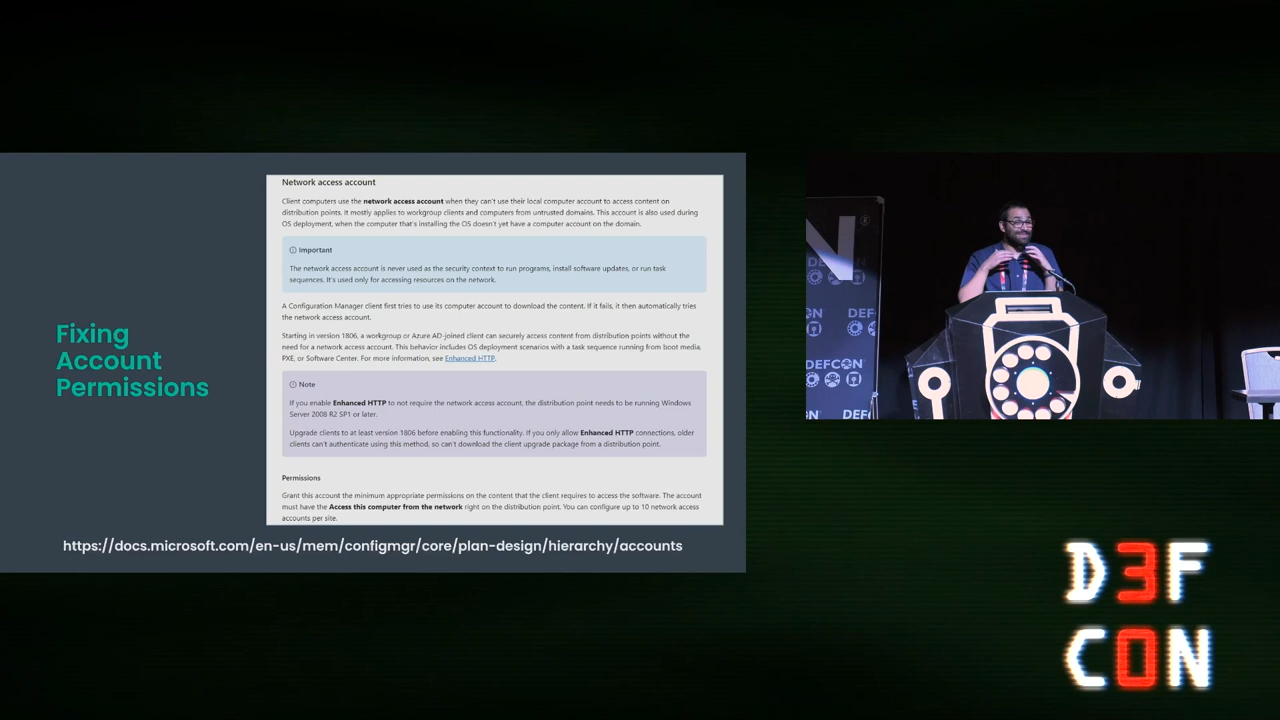 Fixing
Account
Permissions
Network access account
Client computers use the network access account when they can't use their local computer account to access content on
distribution points. It mostly applies to workgroup clients and computers from untrusted domains. This account is also used during
OS deployment, when the computer that's installing the OS doesn't yet have a computer account on the domain.
Important
The network access account is never used as the security context to run programs, install software updates, or run task
sequences. It's used only for accessing resources on the network.
A Configuration Manager client first tries to use its computer account to download the content. If it fails, it then automatically tries
the network access account.
Starting in version 1806, a workgroup or Azure AD-joined client can securely access content from distribution points without the
need for a network access account. This behavior includes OS deployment scenarios with a task sequence running from boot media,
PXE, or Software Center. For more information, see Enhanced HTTP.
Note
If you enable Enhanced HTTP to not require the network access account, the distribution point needs to be running Windows
Server 2008 R2 SP1 or later.
Upgrade clients to at least version 1806 before enabling this functionality. If you only allow Enhanced HTTP connections, older
clients can't authenticate using this method, so can't download the client upgrade package from a distribution point.
Permissions
Grant this account the minimum appropriate permissions on the content that the client requires to access the software. The account
must have the Access this computer from the network right on the distribution point. You can configure up to 10 network access
accounts per site.
https://docs.microsoft.com/en-us/mem/configmgr/core/plan-design/hierarchy/accounts
N®
DEFCON
DEF
DEFCON
DEF
D3F
C0N